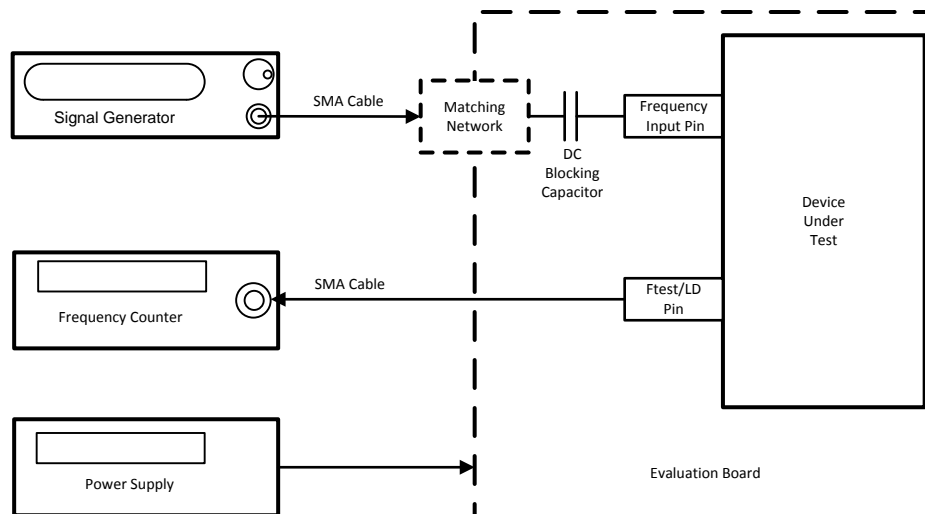 Signal Generator
SMA Cable
Matching
Network
DC
Blocking
Capacitor
Frequency
Input Pin
Device
Under
Test
Frequency Counter
SMA Cable
Ftest/LD
Pin
Power Supply
Evaluation Board